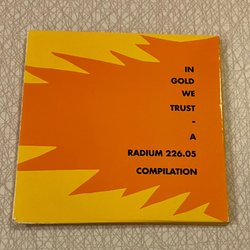 IN
GOLD
WE
TRUST
-
A
RADIUM 226.05
COMPILATION